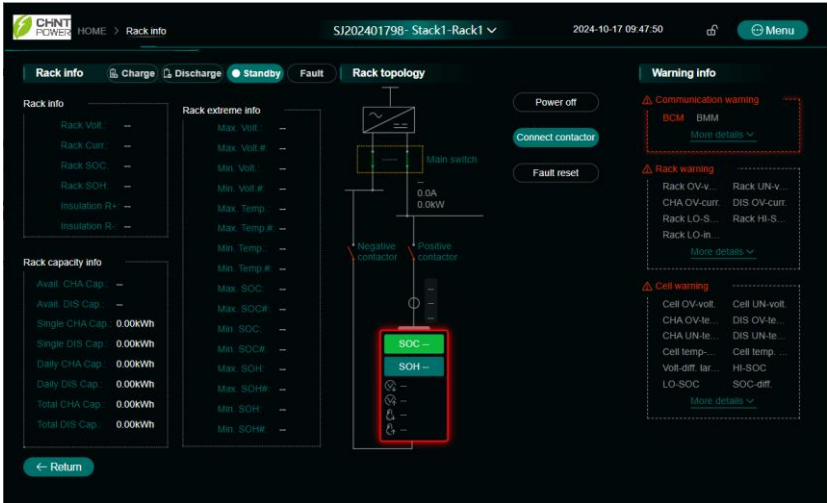 CHNT
POWER
HOME > Rack info
SJ202401798- Stack1-Rack1
2024-10-17 09:47:50
Menu
Rack info
Charge
Discharge
Standby
Fault
Rack topology
Warning info
Rack info
Rack Volt.: --
Rack Curr.: --
Rack SOC: --
Rack SOH: --
Insulation R+: --
Insulation R-: --
Rack capacity info
Avail. CHA Cap.: --
Avail. DIS Cap.: --
Single CHA Cap.: 0.00kWh
Single DIS Cap.: 0.00kWh
Daily CHA Cap.: 0.00kWh
Daily DIS Cap.: 0.00kWh
Total CHA Cap.: 0.00kWh
Total DIS Cap.: 0.00kWh
Rack extreme info
Max. Volt.: --
Max. Volt.#: --
Min. Volt.: --
Min. Volt.#: --
Max. Temp.: --
Max. Temp.#: --
Min. Temp.: --
Min. Temp.#: --
Max. SOC: --
Max. SOC#: --
Min. SOC: --
Min. SOC#: --
Max. SOH: --
Max. SOH#: --
Min. SOH: --
Min. SOH#: --
Main switch
--
0.0A
0.0kW
Negative
contactor
Positive
contactor
--
--
--
SOC --
SOH --
--
--
--
--
Power off
Connect contactor
Fault reset
Communication warning
BCM BMM
More details
Rack warning
Rack OV-v... Rack UN-v...
CHA OV-curr. DIS OV-curr.
Rack LO-S... Rack HI-S...
Rack LO-in...
More details
Cell warning
Cell OV-volt. Cell UN-volt.
CHA OV-te... DIS OV-te...
CHA UN-te... DIS UN-te...
Cell temp-... Cell temp. ...
Volt-diff. lar... HI-SOC
LO-SOC SOC-diff.
More details
← Return